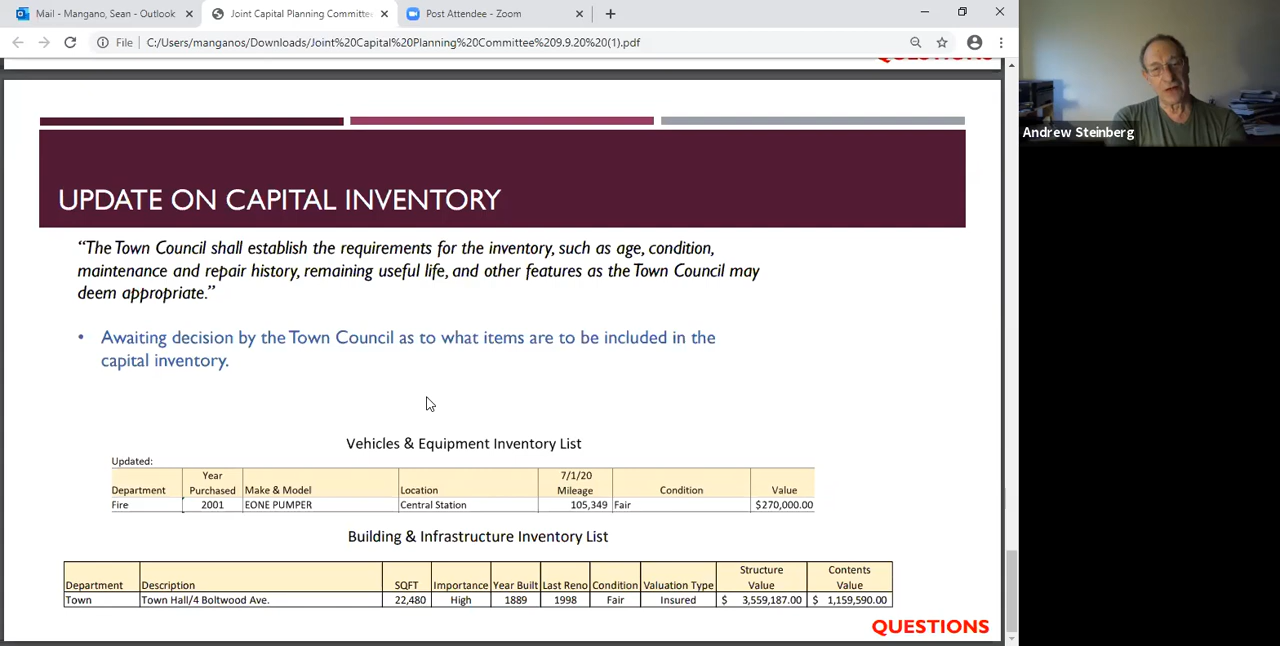 Mail - Mangano, Sean - Outlook
Joint Capital Planning Committee
Post Attendee - Zoom
File
C:/Users/manganos/Downloads/Joint%20Capital%20Planning%20Committee%209.9.20%20(1).pdf
QUESTIONS
Andrew Steinberg
UPDATE ON CAPITAL INVENTORY
“The Town Council shall establish the requirements for the inventory, such as age, condition,
maintenance and repair history, remaining useful life, and other features as the Town Council may
deem appropriate.”
• Awaiting decision by the Town Council as to what items are to be included in the
capital inventory.
Vehicles & Equipment Inventory List
Updated:
Department Year Purchased Make & Model Location 7/1/20 Mileage Condition Value
Fire 2001 EONE PUMPER Central Station 105,349 Fair $270,000.00
Building & Infrastructure Inventory List
Department Description SQFT Importance Year Built Last Reno Condition Valuation Type Structure Value Contents Value
Town Town Hall/4 Boltwood Ave. 22,480 High 1889 1998 Fair Insured $ 3,559,187.00 $ 1,159,590.00
QUESTIONS